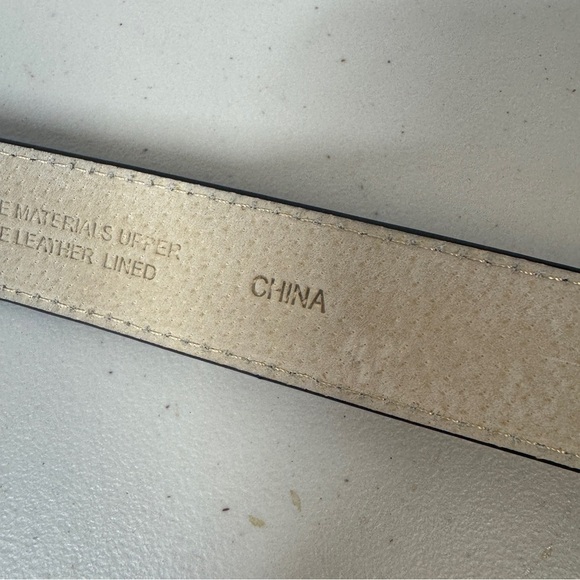 E MATERIALS UPPER
E LEATHER LINED
CHINA